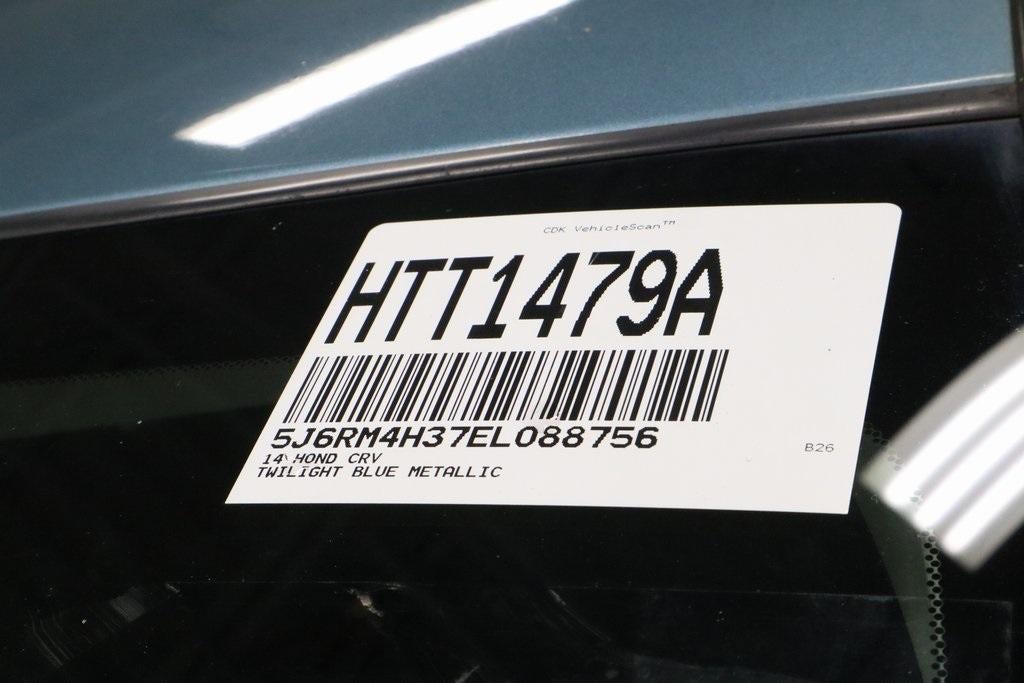 CDK VehicleScan™
HTT1479A
5J6RM4H37EL088756
14 HOND CRV
TWILIGHT BLUE METALLIC
B26